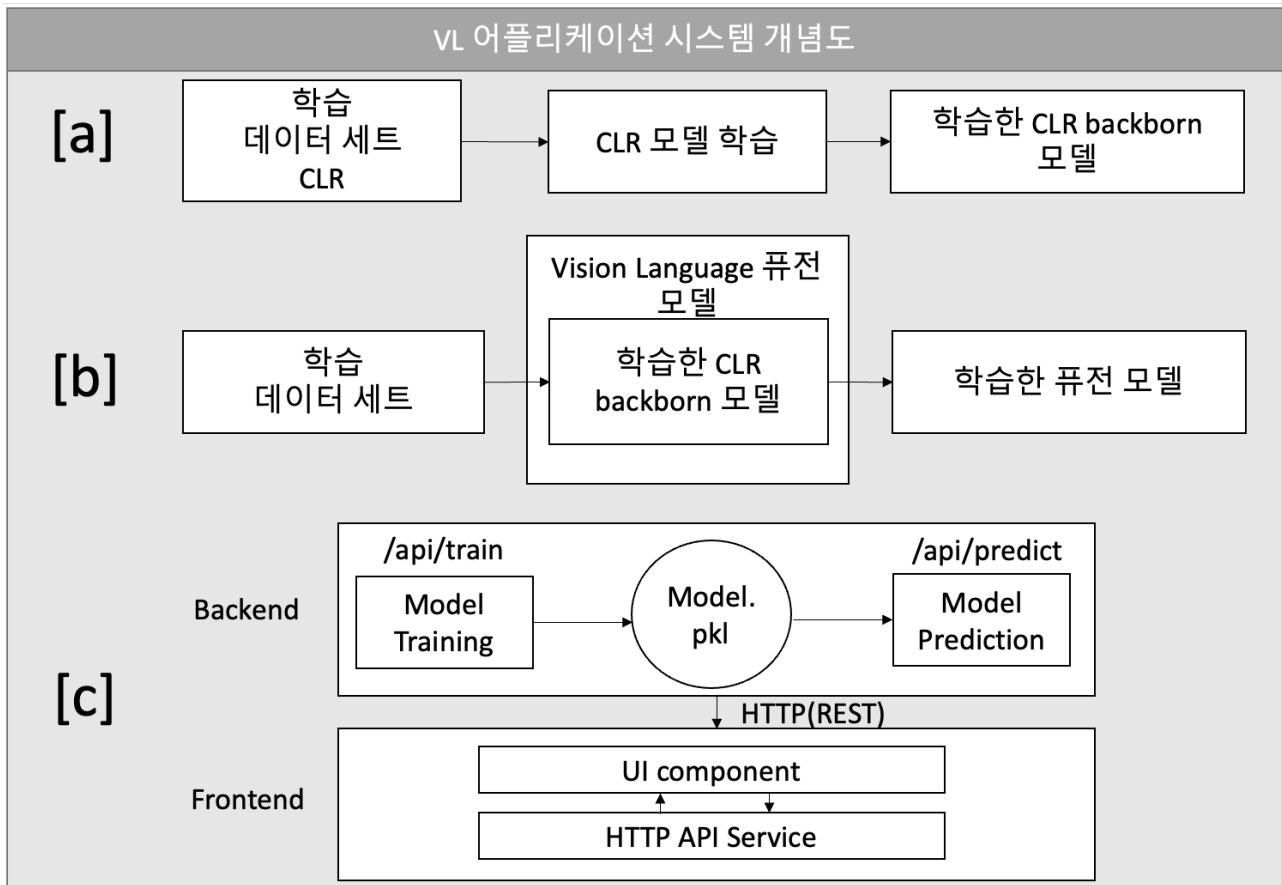 VL 어플리케이션 시스템 개념도
[a]
학습
데이터 세트
CLR
CLR 모델 학습
학습한 CLR backborn
모델
[b]
학습
데이터 세트
Vision Language 퓨전
모델
학습한 CLR
backborn 모델
학습한 퓨전 모델
[c]
Backend
/api/train
Model
Training
Model.
pkl
/api/predict
Model
Prediction
HTTP(REST)
Frontend
UI component
HTTP API Service